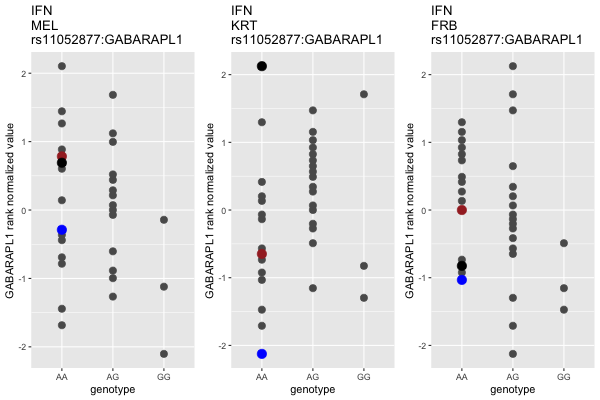 IFN
MEL
rs11052877:GABARAPL1
GABARAPL1 rank normalized value
2
1
0
-1
-2
AA AG GG
genotype
IFN
KRT
rs11052877:GABARAPL1
GABARAPL1 rank normalized value
2
1
0
-1
-2
AA AG GG
genotype
IFN
FRB
rs11052877:GABARAPL1
GABARAPL1 rank normalized value
2
1
0
-1
-2
AA AG GG
genotype